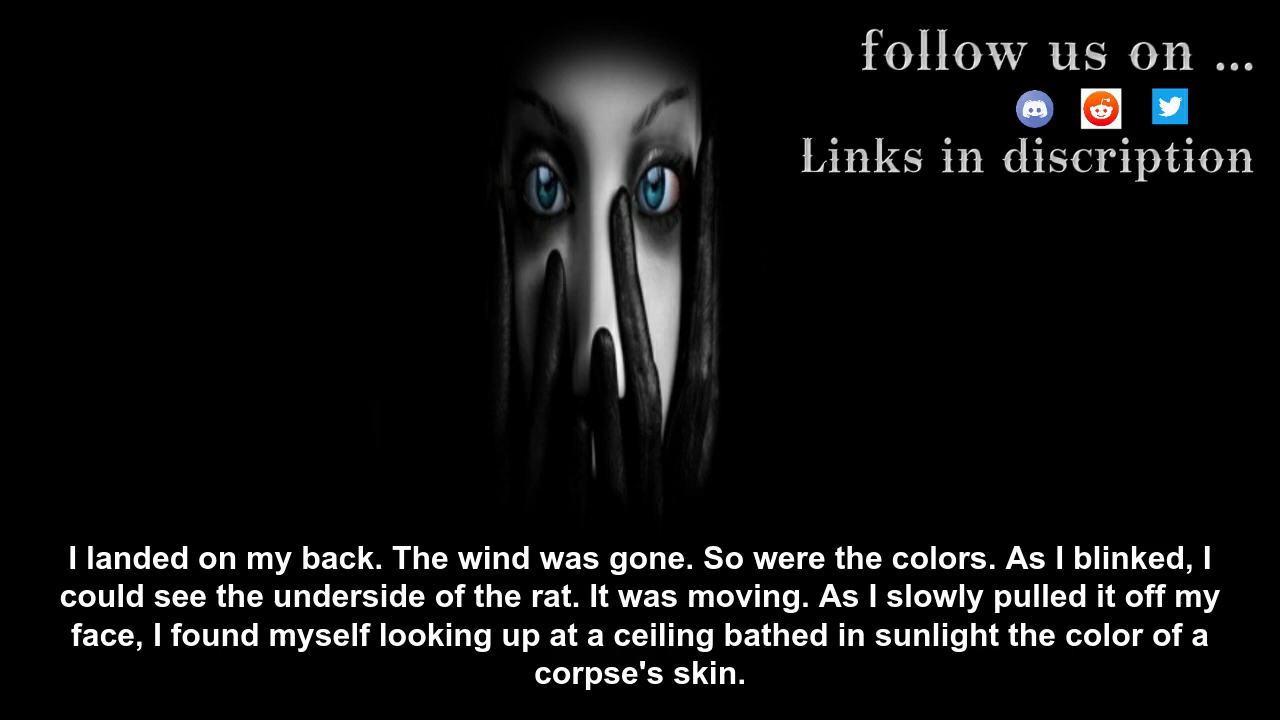 follow us on ...
Links in discription
I landed on my back. The wind was gone. So were the colors. As I blinked, I
could see the underside of the rat. It was moving. As I slowly pulled it off my
face, I found myself looking up at a ceiling bathed in sunlight the color of a
corpse's skin.